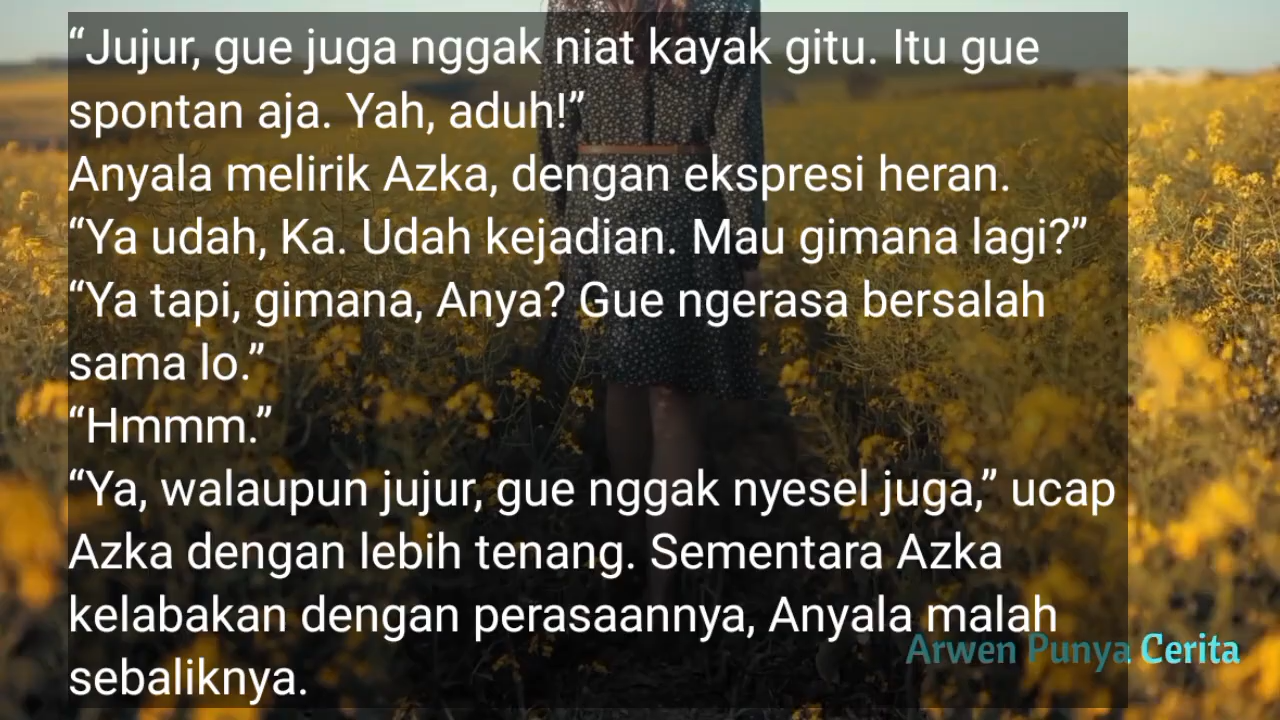 “Jujur, gue juga nggak niat kayak gitu. Itu gue
spontan aja. Yah, aduh!”
Anyala melirik Azka, dengan ekspresi heran.
“Ya udah, Ka. Udah kejadian. Mau gimana lagi?”
“Ya tapi, gimana, Anya? Gue ngerasa bersalah
sama lo.”
“Hmmm.”
“Ya, walaupun jujur, gue nggak nyesel juga,” ucap
Azka dengan lebih tenang. Sementara Azka
kelabakan dengan perasaannya, Anyala malah
sebaliknya.
Arwen Punya Cerita